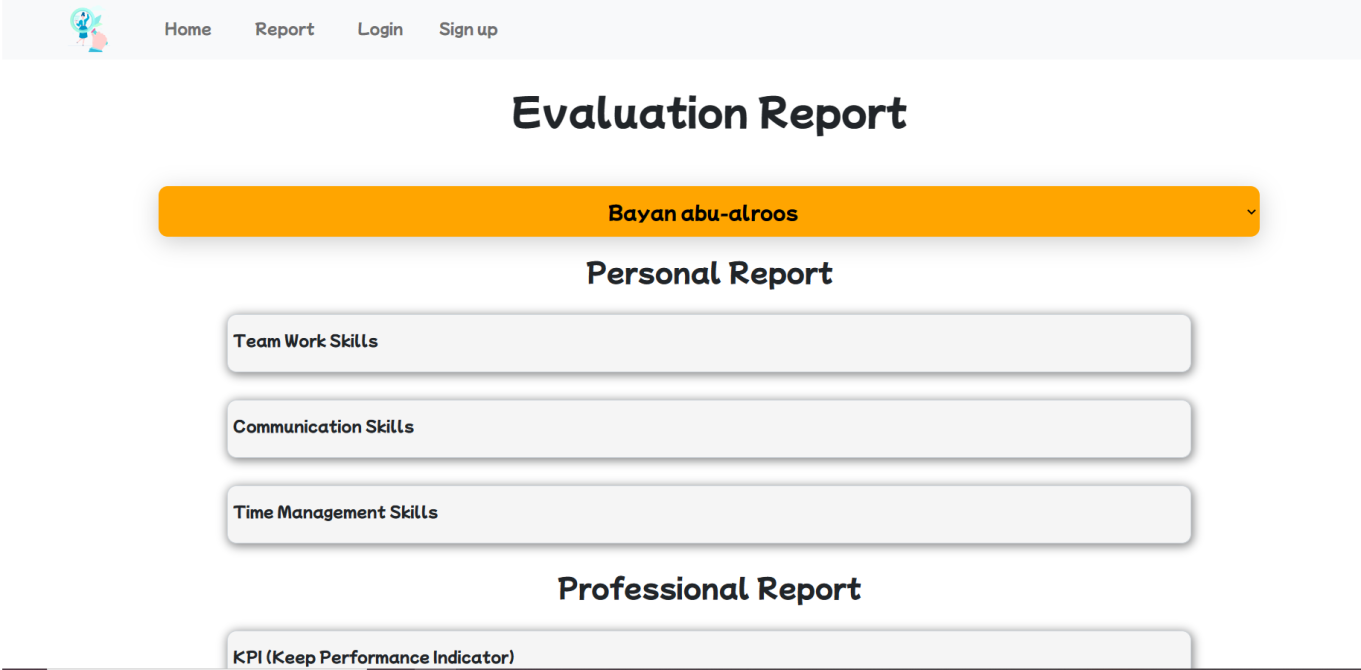 Home Report Login Sign up
Evaluation Report
Bayan abu-alroos
Personal Report
Team Work Skills
Communication Skills
Time Management Skills
Professional Report
KPI (Keep Performance Indicator)